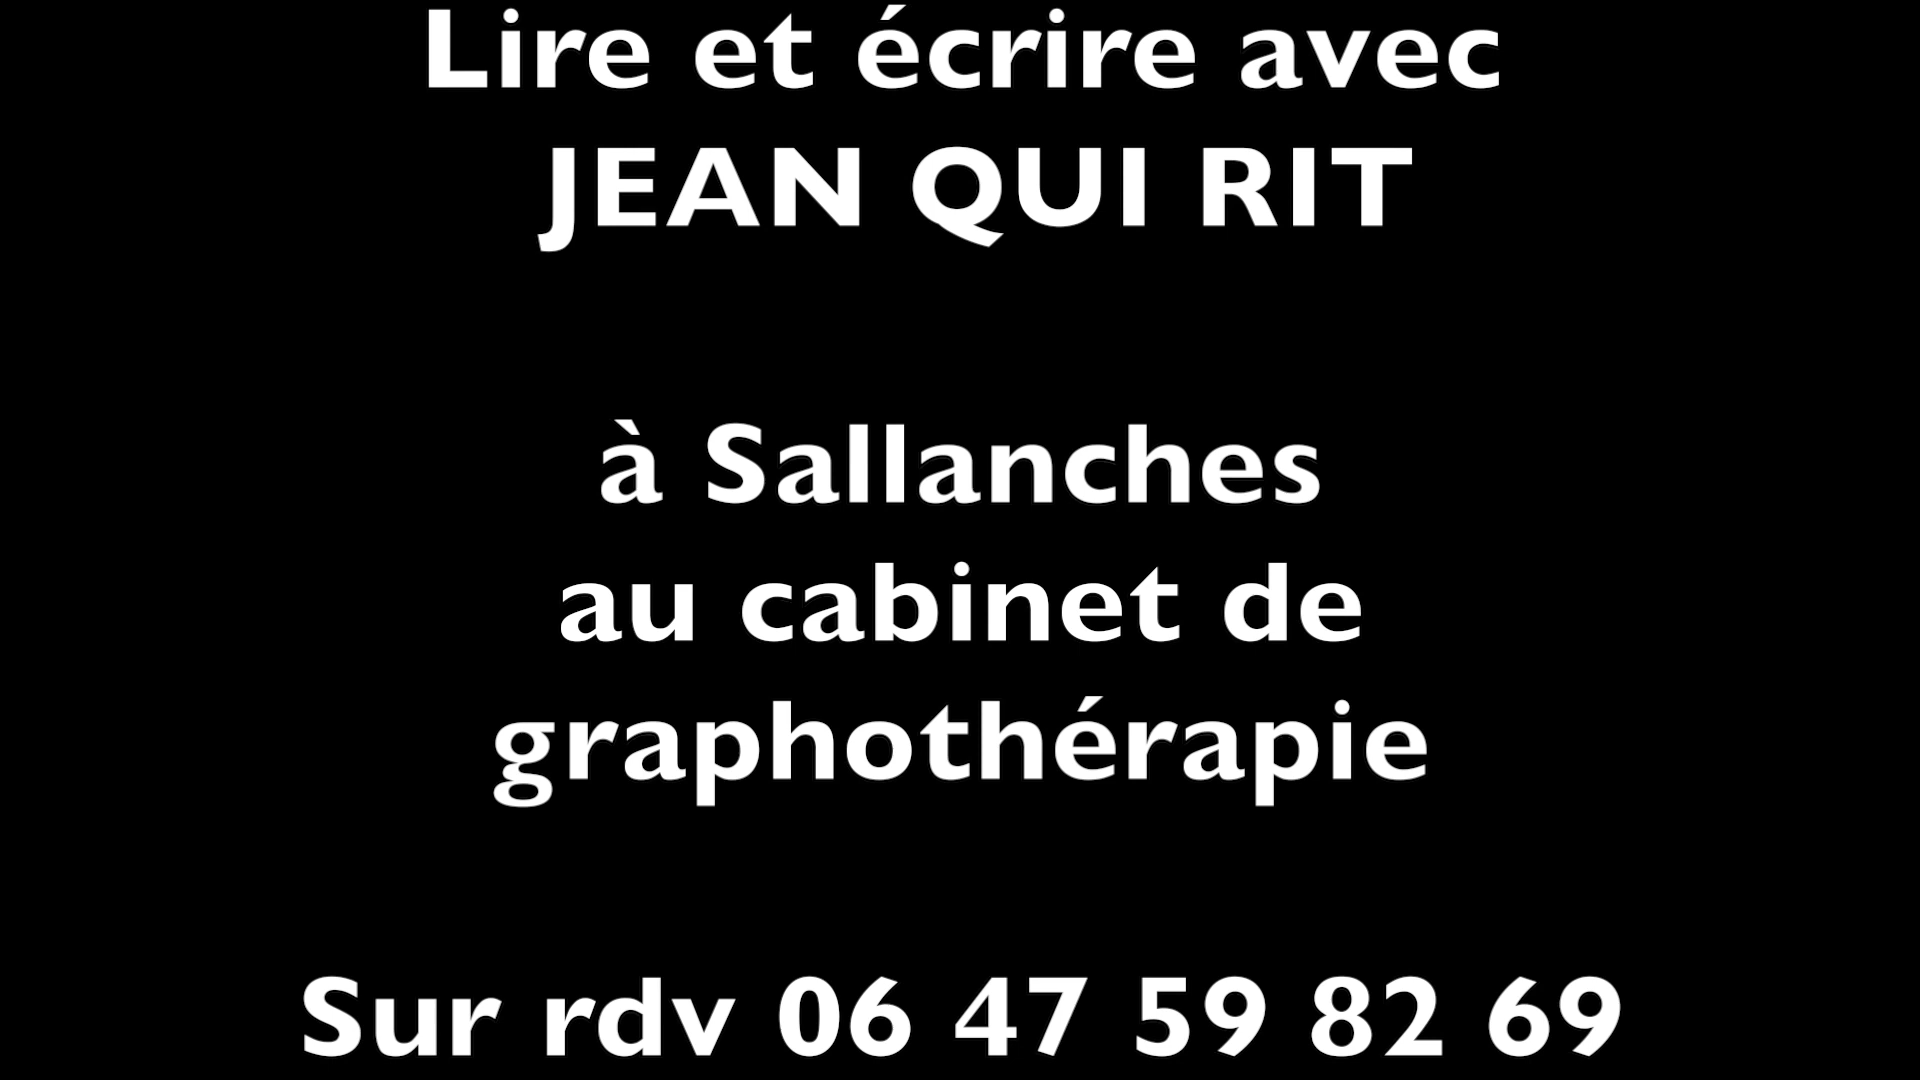 Lire et écrire avec
JEAN QUI RIT
à Sallanches
au cabinet de
graphothérapie
Sur rdv 06 47 59 82 69